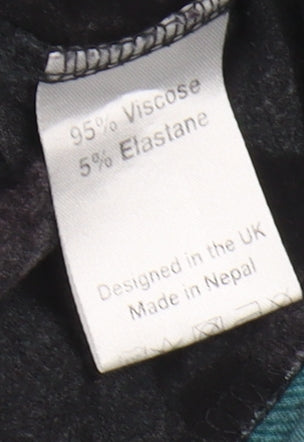 95% Viscose
5% Elastane
Designed in the UK
Made in Nepal